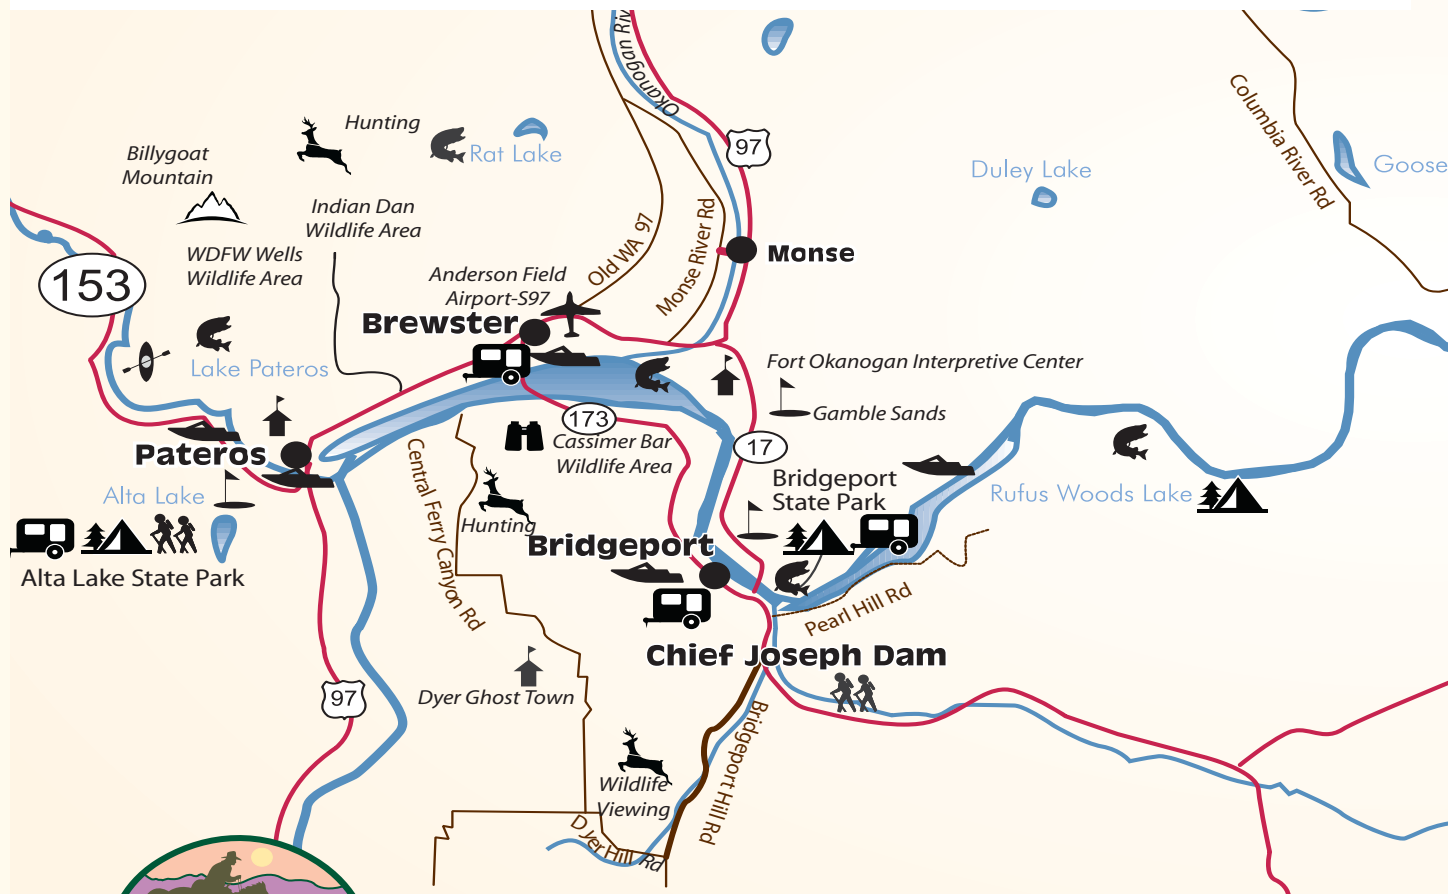 Okanogan Riv
Columbia River Rd
Hunting
Rat Lake
Billygoat
Mountain
97
Duley Lake
Goose
Indian Dan
Wildlife Area
Old WA 97
Monse River Rd
Monse
WDFW Wells
Wildlife Area
153
Anderson Field
Airport-S97
Brewster
Lake Pateros
Fort Okanogan Interpretive Center
Gamble Sands
173
Cassimer Bar
Wildlife Area
17
Pateros
Central Ferry Canyon Rd
Bridgeport
State Park
Alta Lake
Rufus Woods Lake
Hunting
Bridgeport
Alta Lake State Park
Pearl Hill Rd
Chief Joseph Dam
97
Dyer Ghost Town
Bridgeport Hill Rd
Wildlife
Viewing
Dyer Hill Rd